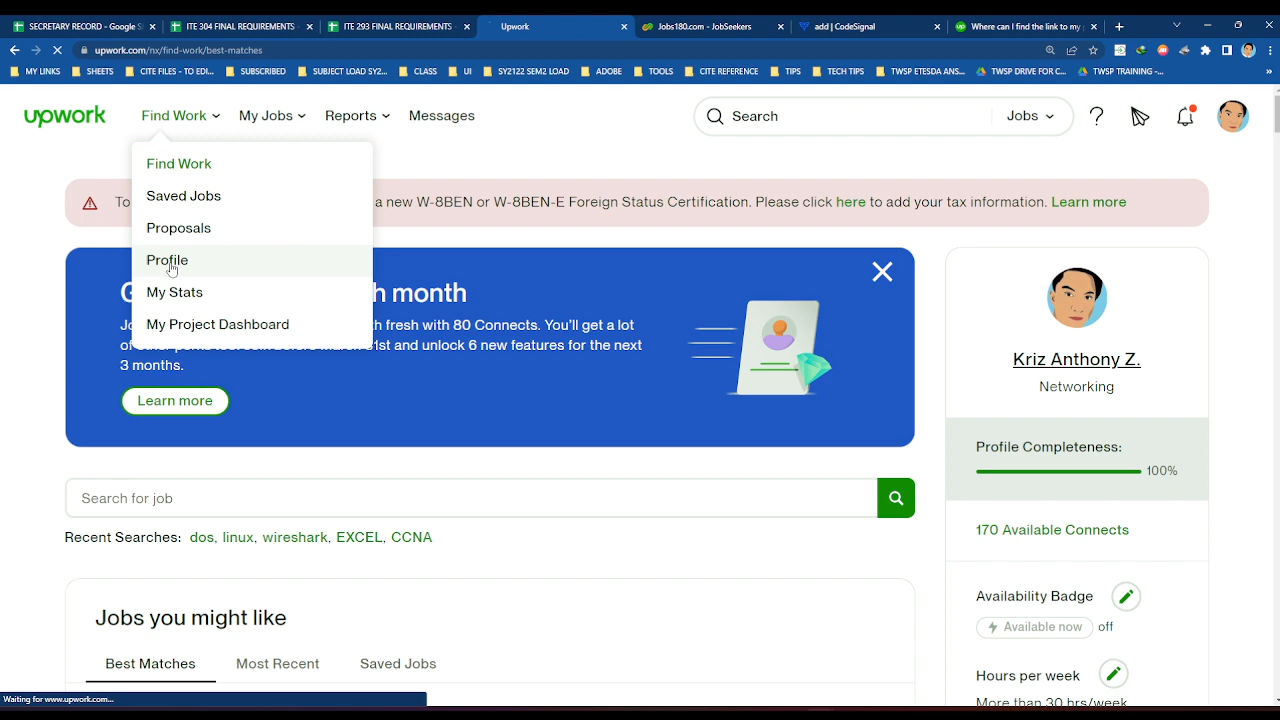 SECRETARY RECORD - Google S
ITE 304 FINAL REQUIREMENTS -
ITE 293 FINAL REQUIREMENTS -
Upwork
Jobs180.com - JobSeekers
add | CodeSignal
Where can I find the link to my
upwork.com/nx/find-work/best-matches
MY LINKS
SHEETS
CITE FILES - TO EDI...
SUBSCRIBED
SUBJECT LOAD SY2...
CLASS
UI
SY2122 SEM2 LOAD
ADOBE
TOOLS
CITE REFERENCE
TIPS
TECH TIPS
TWSP ETESDA ANS...
TWSP DRIVE FOR C...
TWSP TRAINING -...
upwork
Find Work
My Jobs
Reports
Messages
Search
Jobs
Find Work
Saved Jobs
Proposals
Profile
My Stats
My Project Dashboard
To
a new W-8BEN or W-8BEN-E Foreign Status Certification. Please click here to add your tax information. Learn more
h month
th fresh with 80 Connects. You'll get a lot
31st and unlock 6 new features for the next
3 months.
Learn more
Search for job
Recent Searches: dos, linux, wireshark, EXCEL, CCNA
Jobs you might like
Best Matches
Most Recent
Saved Jobs
Kriz Anthony Z.
Networking
Profile Completeness:
100%
170 Available Connects
Availability Badge
Available now
off
Hours per week
More than 30 hrs/week
Waiting for www.upwork.com...